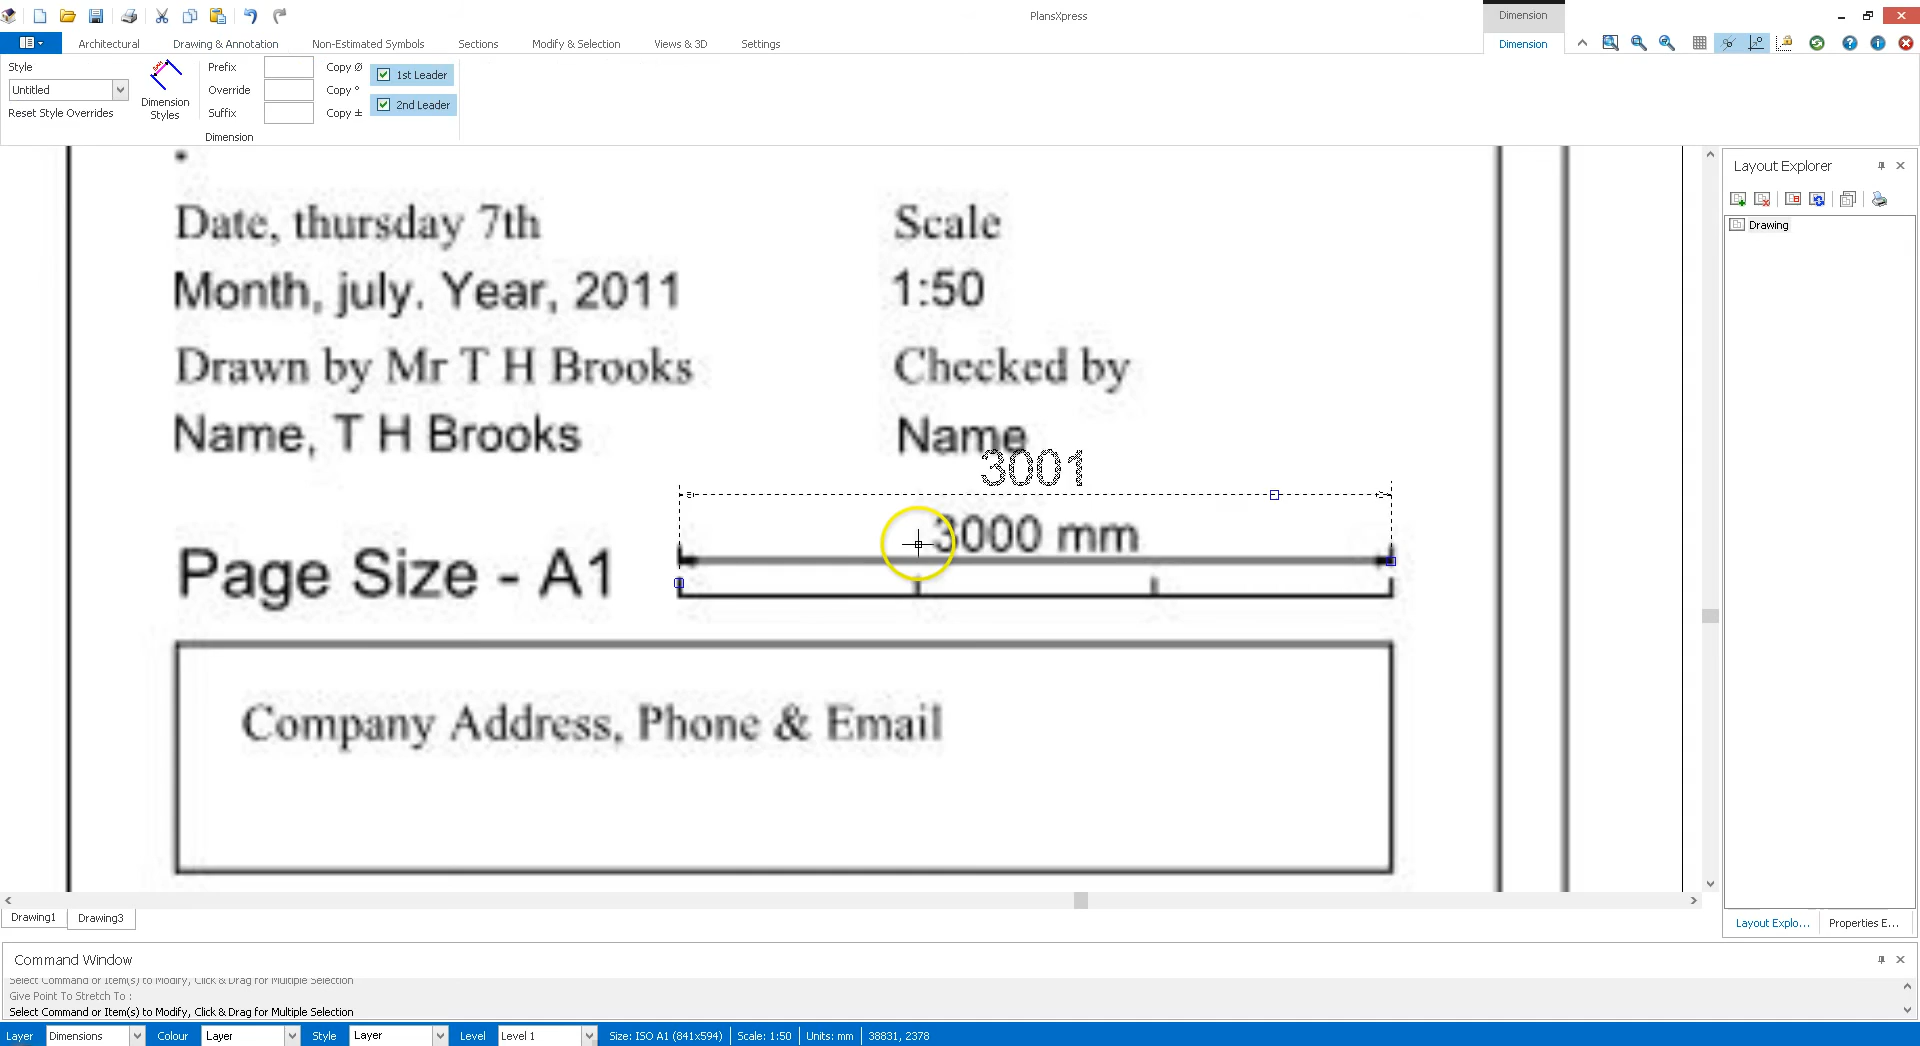 PlansXpress
Dimension
Architectural
Drawing & Annotation
Non-Estimated Symbols
Sections
Modify & Selection
Views & 3D
Settings
Dimension
Style
Untitled
Reset Style Overrides
Dimension
Styles
Prefix
Override
Suffix
Copy Ø
Copy °
Copy ±
1st Leader
2nd Leader
Dimension
Date, thursday 7th
Scale
Month, july. Year, 2011
1:50
Drawn by Mr T H Brooks
Checked by
Name, T H Brooks
Name
3001
3000 mm
Page Size - A1
Company Address, Phone & Email
Layout Explorer
Drawing
Layout Explo...
Properties E...
Drawing1
Drawing3
Command Window
Select Command or Item(s) to Modify, Click & Drag for Multiple Selection
Give Point To Stretch To :
Select Command or Item(s) to Modify, Click & Drag for Multiple Selection
Layer
Dimensions
Colour
Layer
Style
Layer
Level
Level 1
Size: ISO A1 (841x594)
Scale: 1:50
Units: mm
38831, 2378